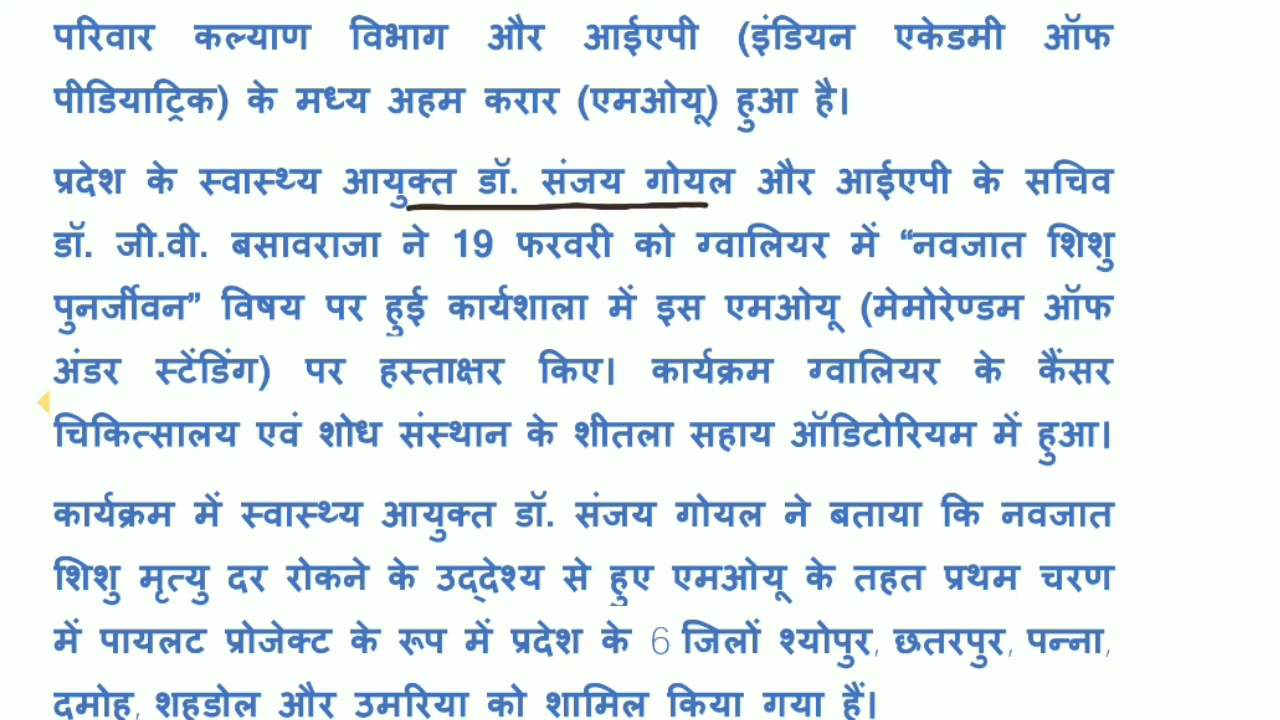 परिवार कल्याण विभाग और आईएपी (इंडियन एकेडमी ऑफ
पीडियाट्रिक) के मध्य अहम करार (एमओयू) हुआ है।
प्रदेश के स्वास्थ्य आयुक्त डॉ. संजय गोयल और आईएपी के सचिव
डॉ. जी.वी. बसावराजा ने 19 फरवरी को ग्वालियर में “नवजात शिशु
पुनर्जीवन” विषय पर हुई कार्यशाला में इस एमओयू (मेमोरेण्डम ऑफ
अंडर स्टेंडिंग) पर हस्ताक्षर किए। कार्यक्रम ग्वालियर के कैंसर
चिकित्सालय एवं शोध संस्थान के शीतला सहाय ऑडिटोरियम में हुआ।
कार्यक्रम में स्वास्थ्य आयुक्त डॉ. संजय गोयल ने बताया कि नवजात
शिशु मृत्यु दर रोकने के उद्देश्य से हुए एमओयू के तहत प्रथम चरण
में पायलट प्रोजेक्ट के रूप में प्रदेश के 6 जिलों श्योपुर, छतरपुर, पन्ना,
दमोह, शहडोल और उमरिया को शामिल किया गया हैं।